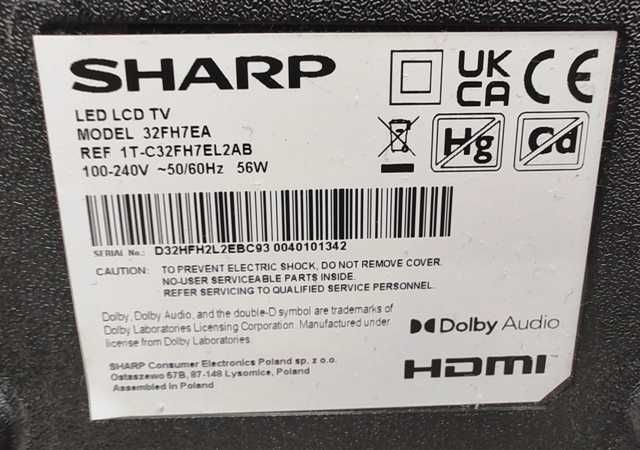 SHARP
UK
CA
CE
LED LCD TV
MODEL 32FH7EA
REF 1T-C32FH7EL2AB
100-240V ~50/60Hz 56W
Hg
Cd
SERIAL No.: D32HFH2L2EBC93 0040101342
CAUTION: TO PREVENT ELECTRIC SHOCK, DO NOT REMOVE COVER.
NO-USER SERVICEABLE PARTS INSIDE.
REFER SERVICING TO QUALIFIED SERVICE PERSONNEL.
Dolby, Dolby Audio, and the double-D symbol are trademarks of
Dolby Laboratories Licensing Corporation. Manufactured under
license from Dolby Laboratories.
Dolby Audio
HDMI
SHARP Consumer Electronics Poland sp. z o.o.
Ostaszewo 57B, 87-148 Lysomice, Poland
Assembled in Poland